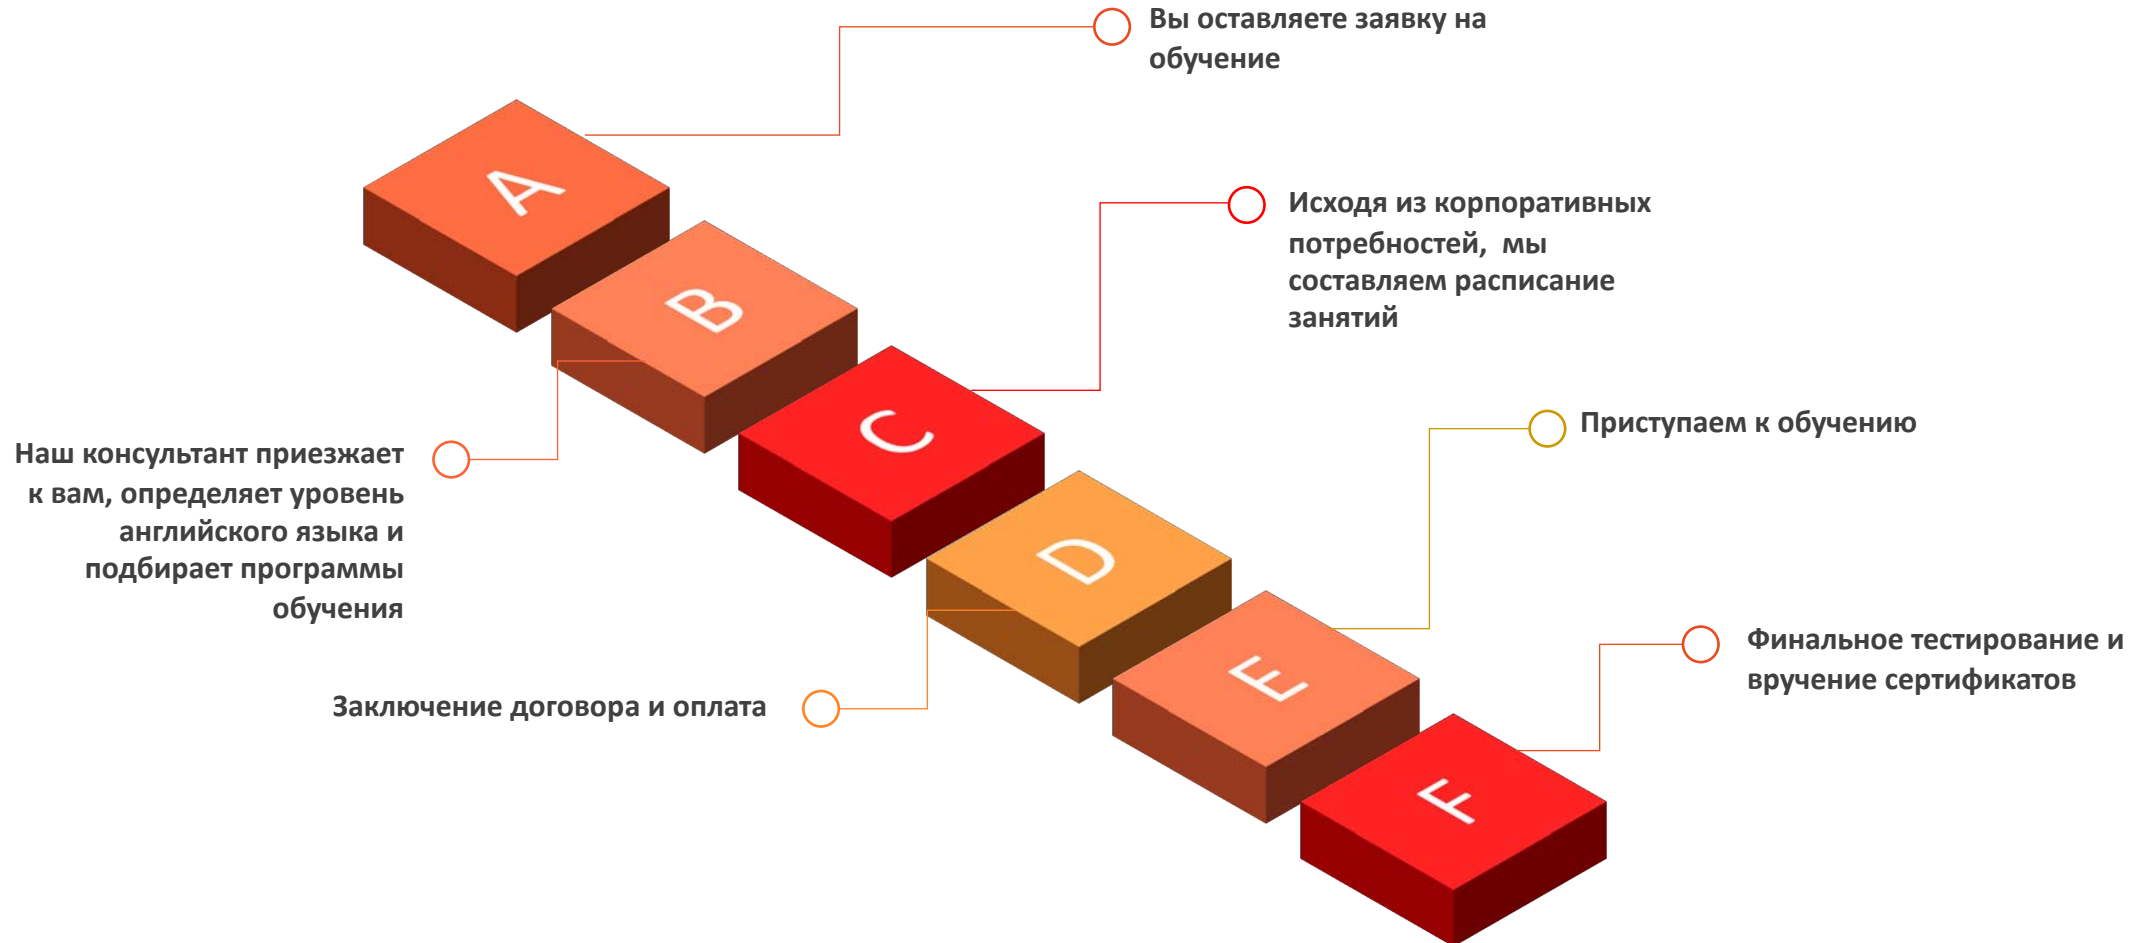 Вы оставляете заявку на
обучение
A
B
Исходя из корпоративных
потребностей,  мы
составляем расписание
занятий
C
Наш консультант приезжает
к вам, определяет уровень
английского языка и
подбирает программы
обучения
Приступаем к обучению
D
Заключение договора и оплата
E
Финальное тестирование и
вручение сертификатов
F